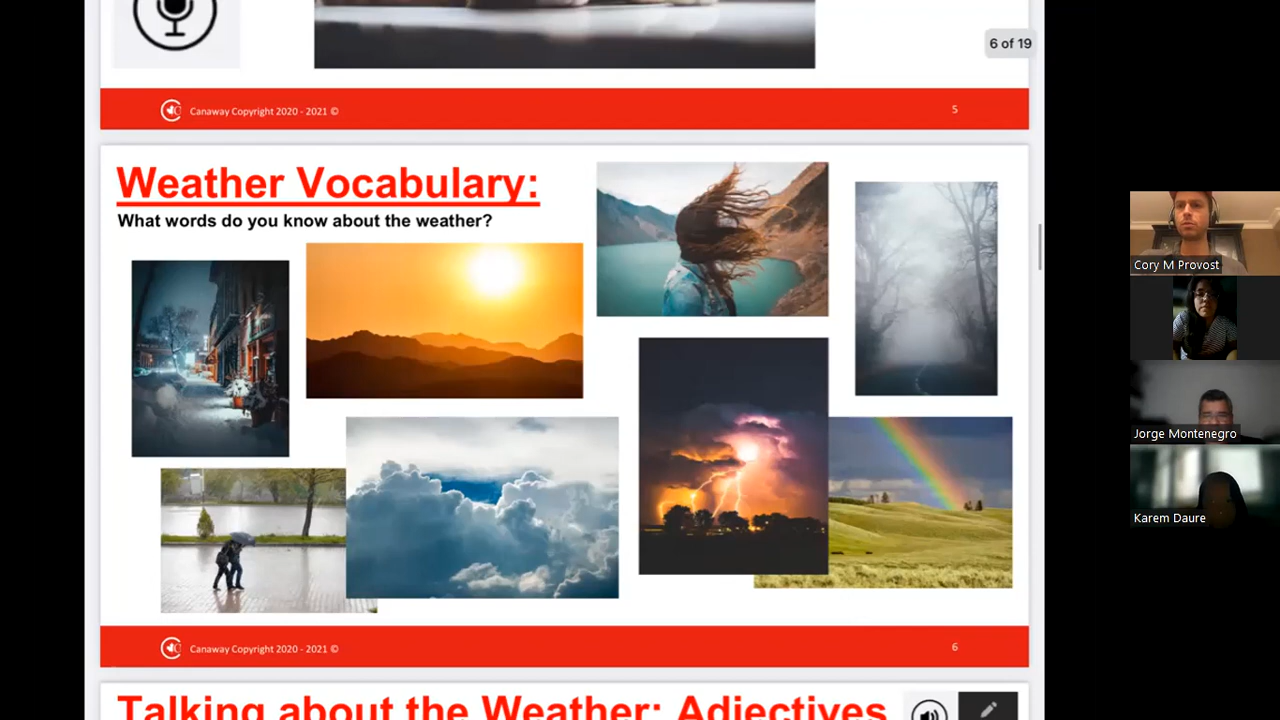 6 of 19
Canaway Copyright 2020 - 2021 ©
5
Weather Vocabulary:
What words do you know about the weather?
Cory M Provost
Jorge Montenegro
Karem Daure
Canaway Copyright 2020 - 2021 ©
6
Talking about the Weather: Adjectives